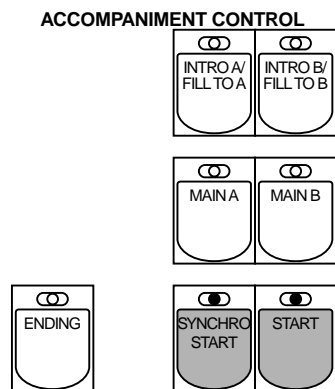 ACCOMPANIMENT CONTROL
INTRO A/ INTRO B/
FILL TO A FILL TO B
MAIN A MAIN B
ENDING SYNCHRO START
START